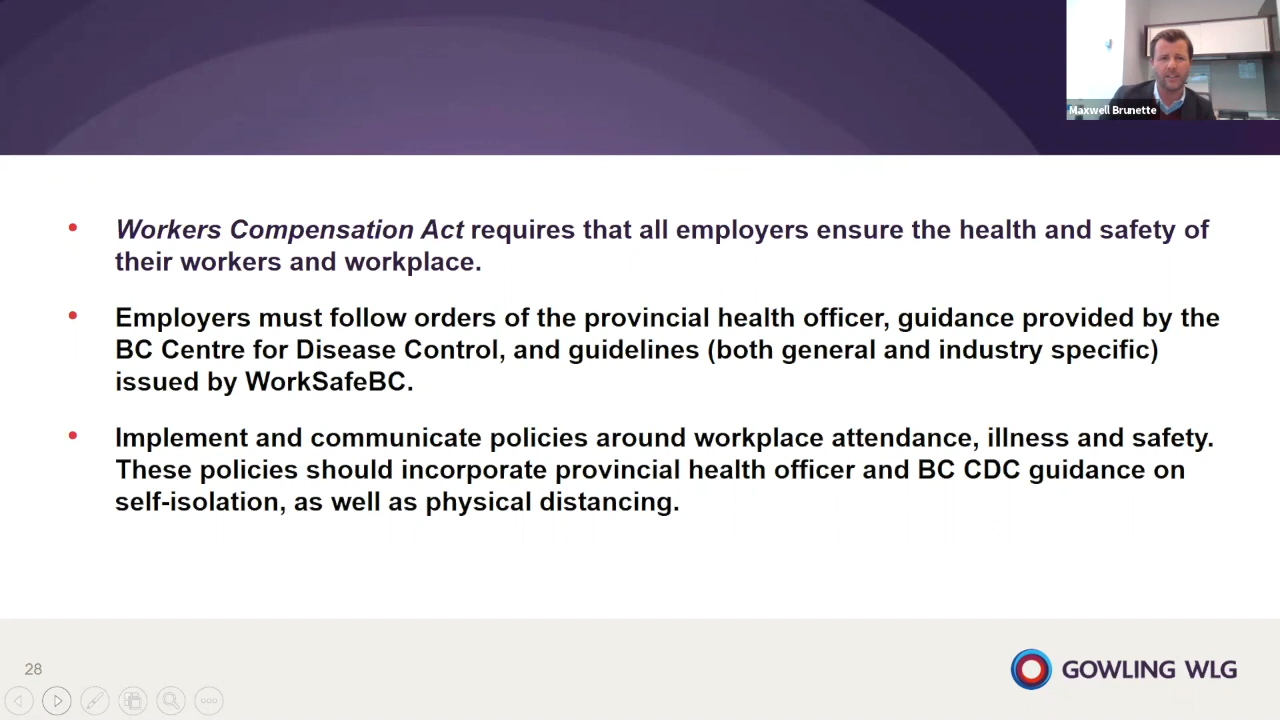 Maxwell Brunette
• Workers Compensation Act requires that all employers ensure the health and safety of
their workers and workplace.
• Employers must follow orders of the provincial health officer, guidance provided by the
BC Centre for Disease Control, and guidelines (both general and industry specific)
issued by WorkSafeBC.
• Implement and communicate policies around workplace attendance, illness and safety.
These policies should incorporate provincial health officer and BC CDC guidance on
self-isolation, as well as physical distancing.
28
GOWLING WLG